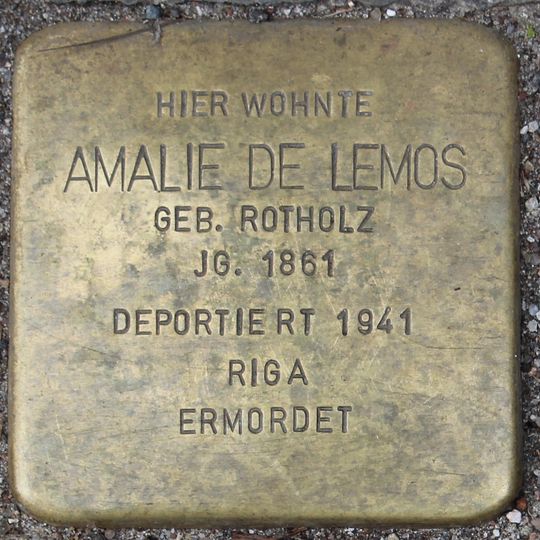 HIER WOHNTE
AMALIE DE LEMOS
GEB. ROTHOLZ
JG. 1861
DEPORTIERT 1941
RIGA
ERMORDET